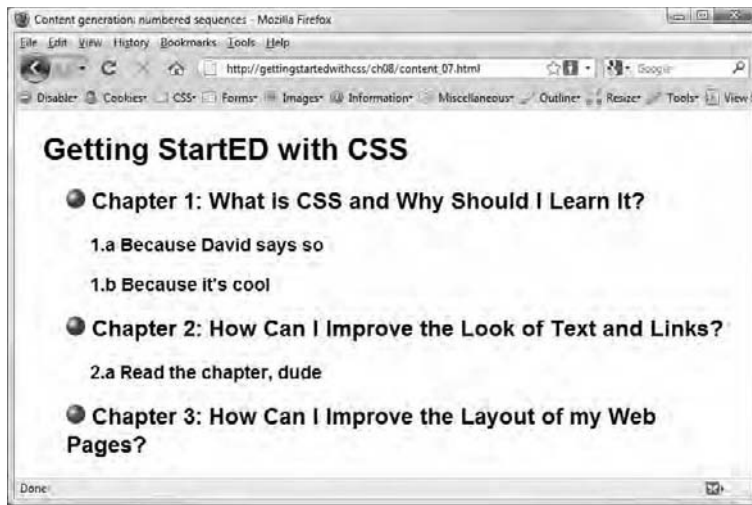 Content generation: numbered sequences - Mozilla Firefox
File Edit View History Bookmarks Tools Help
http://gettingstartedwithcss/ch08/content_07.html Google
Disable Cookies CSS Forms Images Information Miscellaneous Outline Resize Tools View
Getting StartED with CSS
Chapter 1: What is CSS and Why Should I Learn It?
1.a Because David says so
1.b Because it's cool
Chapter 2: How Can I Improve the Look of Text and Links?
2.a Read the chapter, dude
Chapter 3: How Can I Improve the Layout of my Web
Pages?
Done